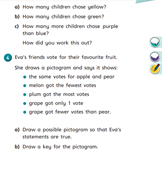 a) How many children chose yellow?
b) How many children chose green?
c) How many more children chose purple
than blue?
How did you work this out?
4 Eva's friends vote for their favourite fruit.
She draws a pictogram and says it shows:
• the same votes for apple and pear
• melon got the fewest votes
• plum got the most votes
• grape got only 1 vote
• grape got fewer votes than pear.
a) Draw a possible pictogram so that Eva's
statements are true.
b) Draw a key for the pictogram.